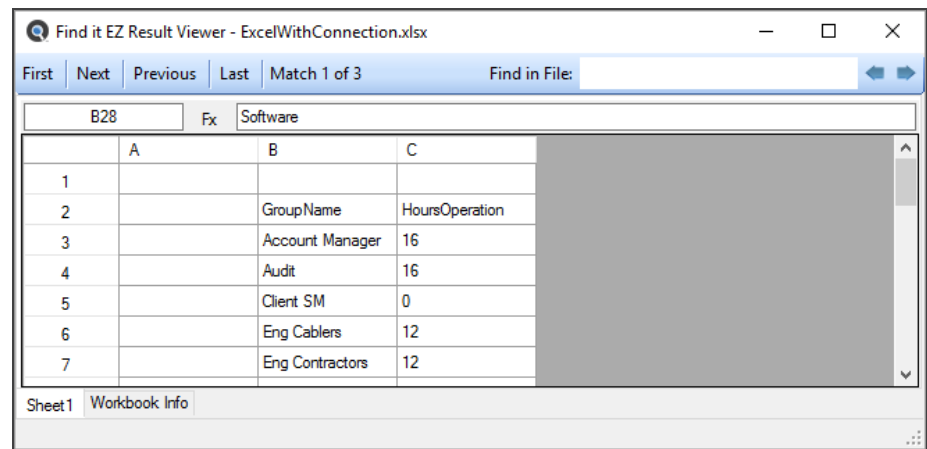 Find it EZ Result Viewer - ExcelWithConnection.xlsx
First Next Previous Last Match 1 of 3 Find in File:
B28 Fx Software
A B C
1
2 GroupName HoursOperation
3 Account Manager 16
4 Audit 16
5 Client SM 0
6 Eng Cablers 12
7 Eng Contractors 12
Sheet1 Workbook Info